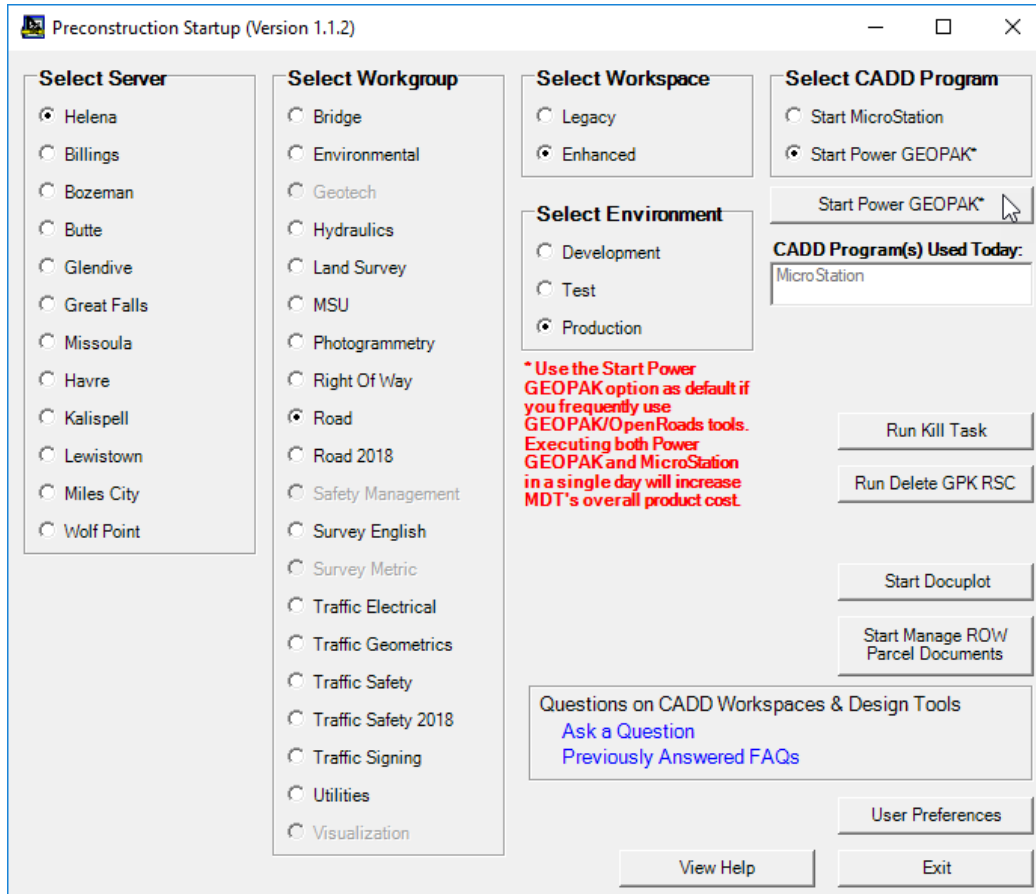 Preconstruction Startup (Version 1.1.2)
Select Server
Helena
Billings
Bozeman
Butte
Glendive
Great Falls
Missoula
Havre
Kalispell
Lewistown
Miles City
Wolf Point
Select Workgroup
Bridge
Environmental
Geotech
Hydraulics
Land Survey
MSU
Photogrammetry
Right Of Way
Road
Road 2018
Safety Management
Survey English
Survey Metric
Traffic Electrical
Traffic Geometrics
Traffic Safety
Traffic Safety 2018
Traffic Signing
Utilities
Visualization
Select Workspace
Legacy
Enhanced
Select Environment
Development
Test
Production
* Use the Start Power
GEOPAK option as default if
you frequently use
GEOPAK/OpenRoads tools.
Executing both Power
GEOPAK and MicroStation
in a single day will increase
MDT's overall product cost.
Select CADD Program
Start MicroStation
Start Power GEOPAK*
Start Power GEOPAK*
CADD Program(s) Used Today:
MicroStation
Run Kill Task
Run Delete GPK RSC
Start Docuplot
Start Manage ROW
Parcel Documents
Questions on CADD Workspaces & Design Tools
Ask a Question
Previously Answered FAQs
User Preferences
View Help
Exit